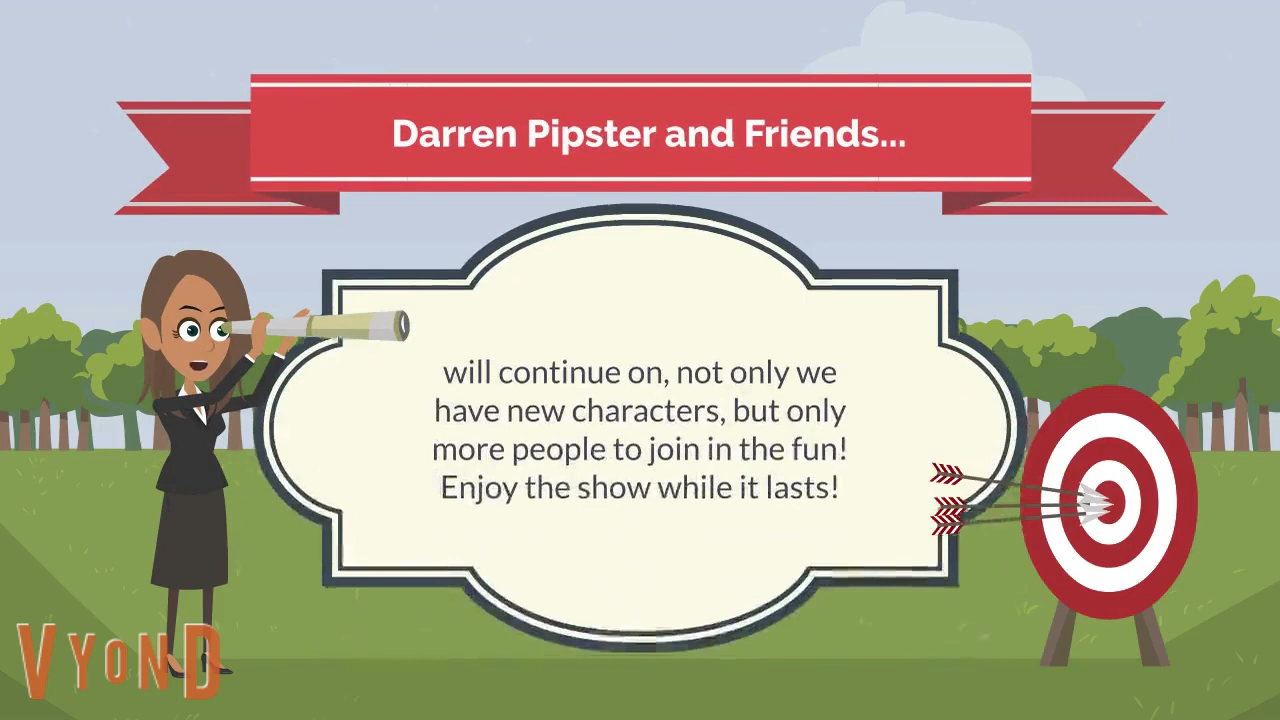 Darren Pipster and Friends...
will continue on, not only we
have new characters, but only
more people to join in the fun!
Enjoy the show while it lasts!
VYOND